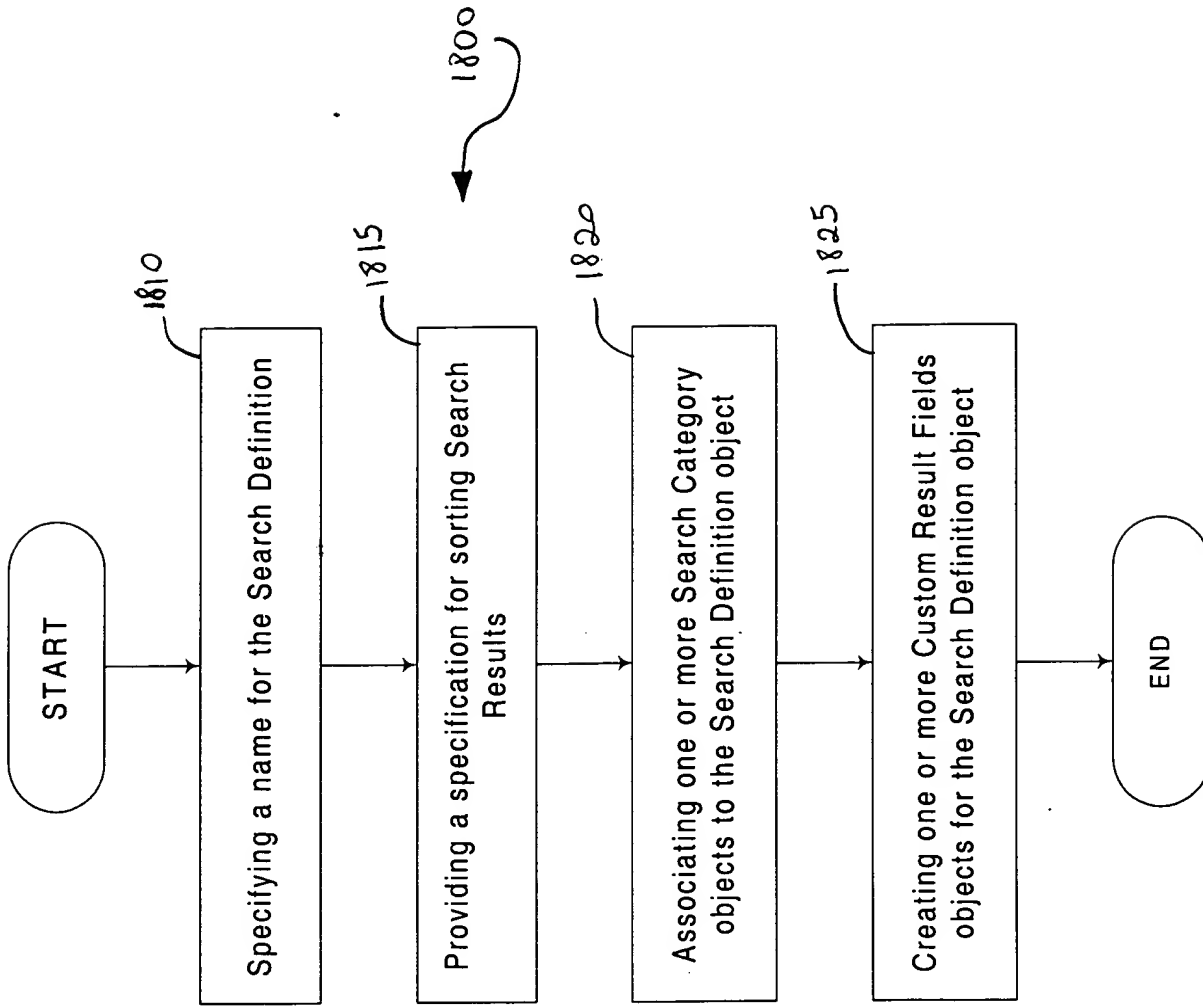 START
1810
Specifying a name for the Search Definition
1800
1815
Providing a specification for sorting Search
Results
1820
Associating one or more Search Category
objects to the Search Definition object
1825
Creating one or more Custom Result Fields
objects for the Search Definition object
END